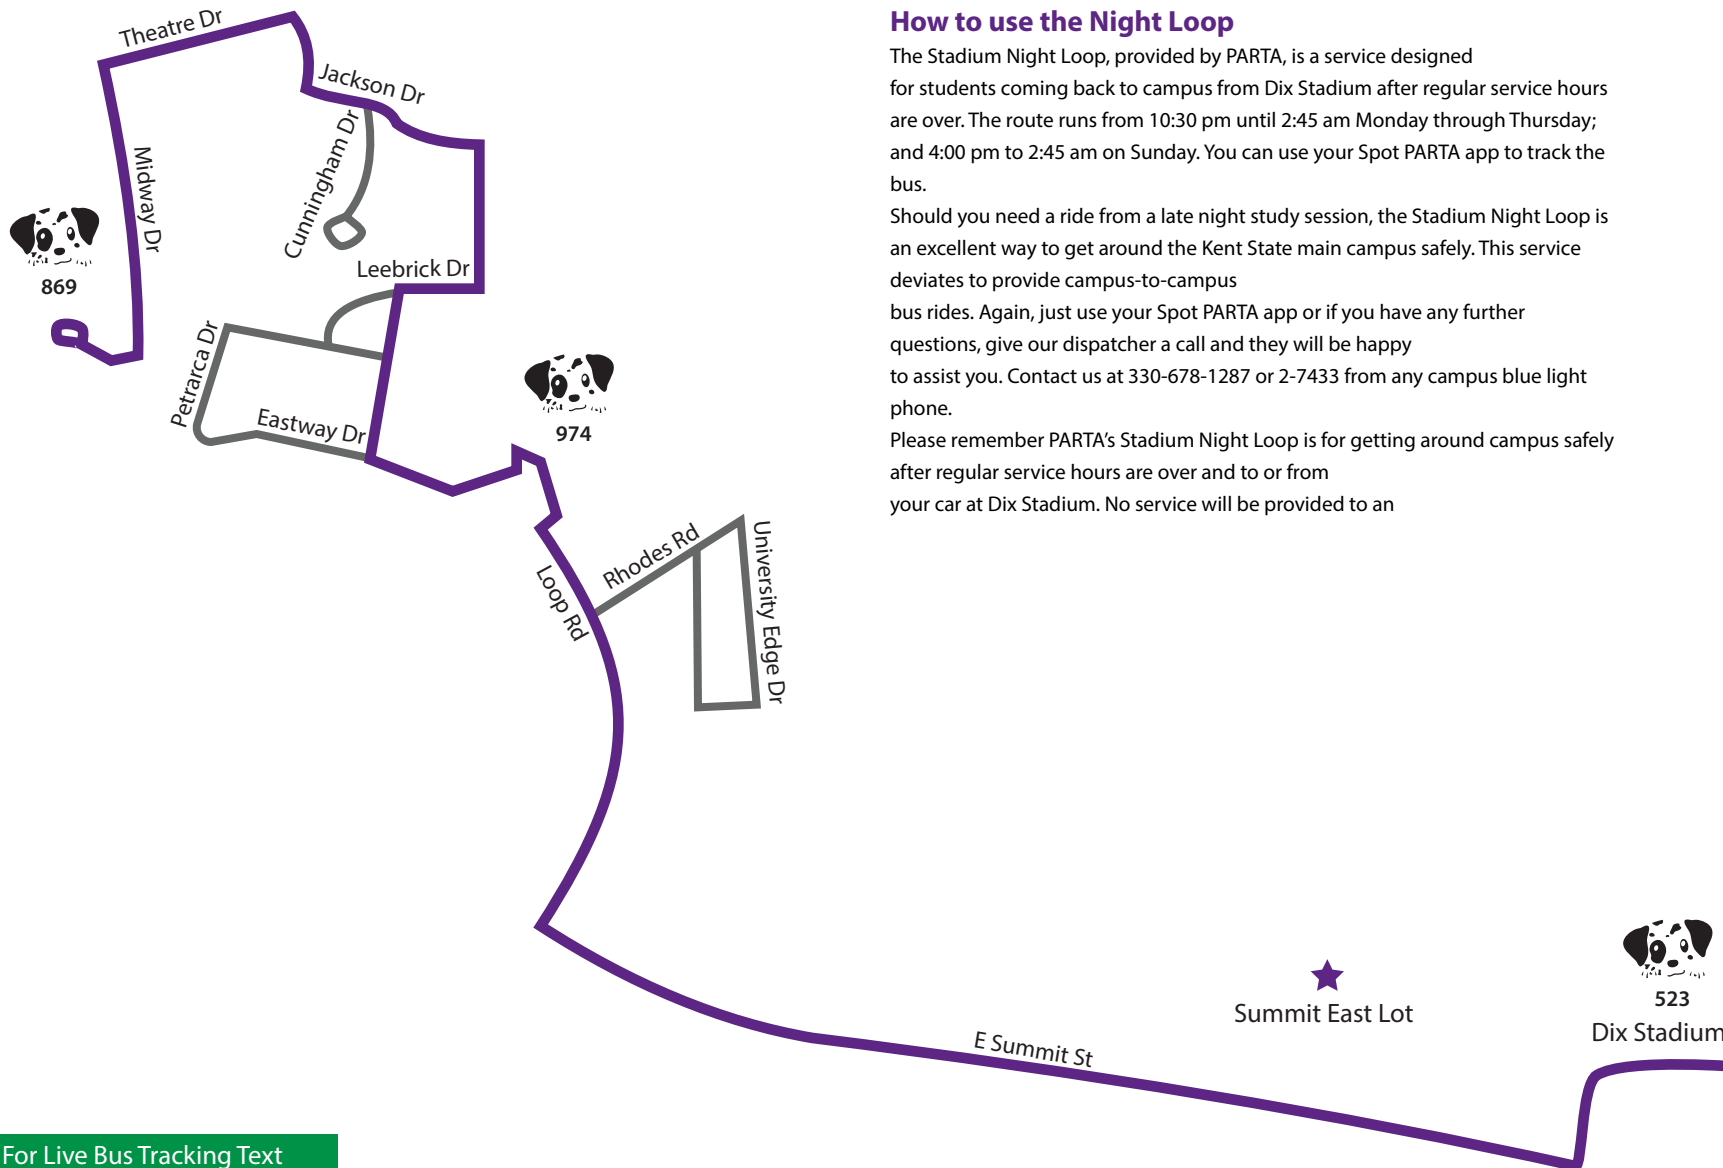 Theatre Dr
Jackson Dr
Cunningham Dr
Midway Dr
869
Leebrick Dr
Petrarca Dr
Eastway Dr
974
Loop Rd
Rhodes Rd
University Edge Dr
How to use the Night Loop
The Stadium Night Loop, provided by PARTA, is a service designed
for students coming back to campus from Dix Stadium after regular service hours
are over. The route runs from 10:30 pm until 2:45 am Monday through Thursday;
and 4:00 pm to 2:45 am on Sunday. You can use your Spot PARTA app to track the
bus.
Should you need a ride from a late night study session, the Stadium Night Loop is
an excellent way to get around the Kent State main campus safely. This service
deviates to provide campus-to-campus
bus rides. Again, just use your Spot PARTA app or if you have any further
questions, give our dispatcher a call and they will be happy
to assist you. Contact us at 330-678-1287 or 2-7433 from any campus blue light
phone.
Please remember PARTA’s Stadium Night Loop is for getting around campus safely
after regular service hours are over and to or from
your car at Dix Stadium. No service will be provided to an
Summit East Lot
523
Dix Stadium
E Summit St
For Live Bus Tracking Text